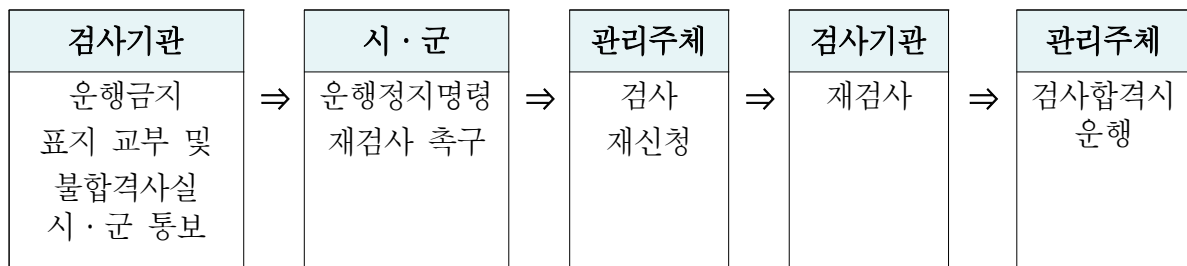 검사기관
운행금지
표지 교부 및
불합격사실
시·군 통보
⇒
시·군
운행정지명령
재검사 촉구
⇒
관리주체
검사
재신청
⇒
검사기관
재검사
⇒
관리주체
검사합격시
운행